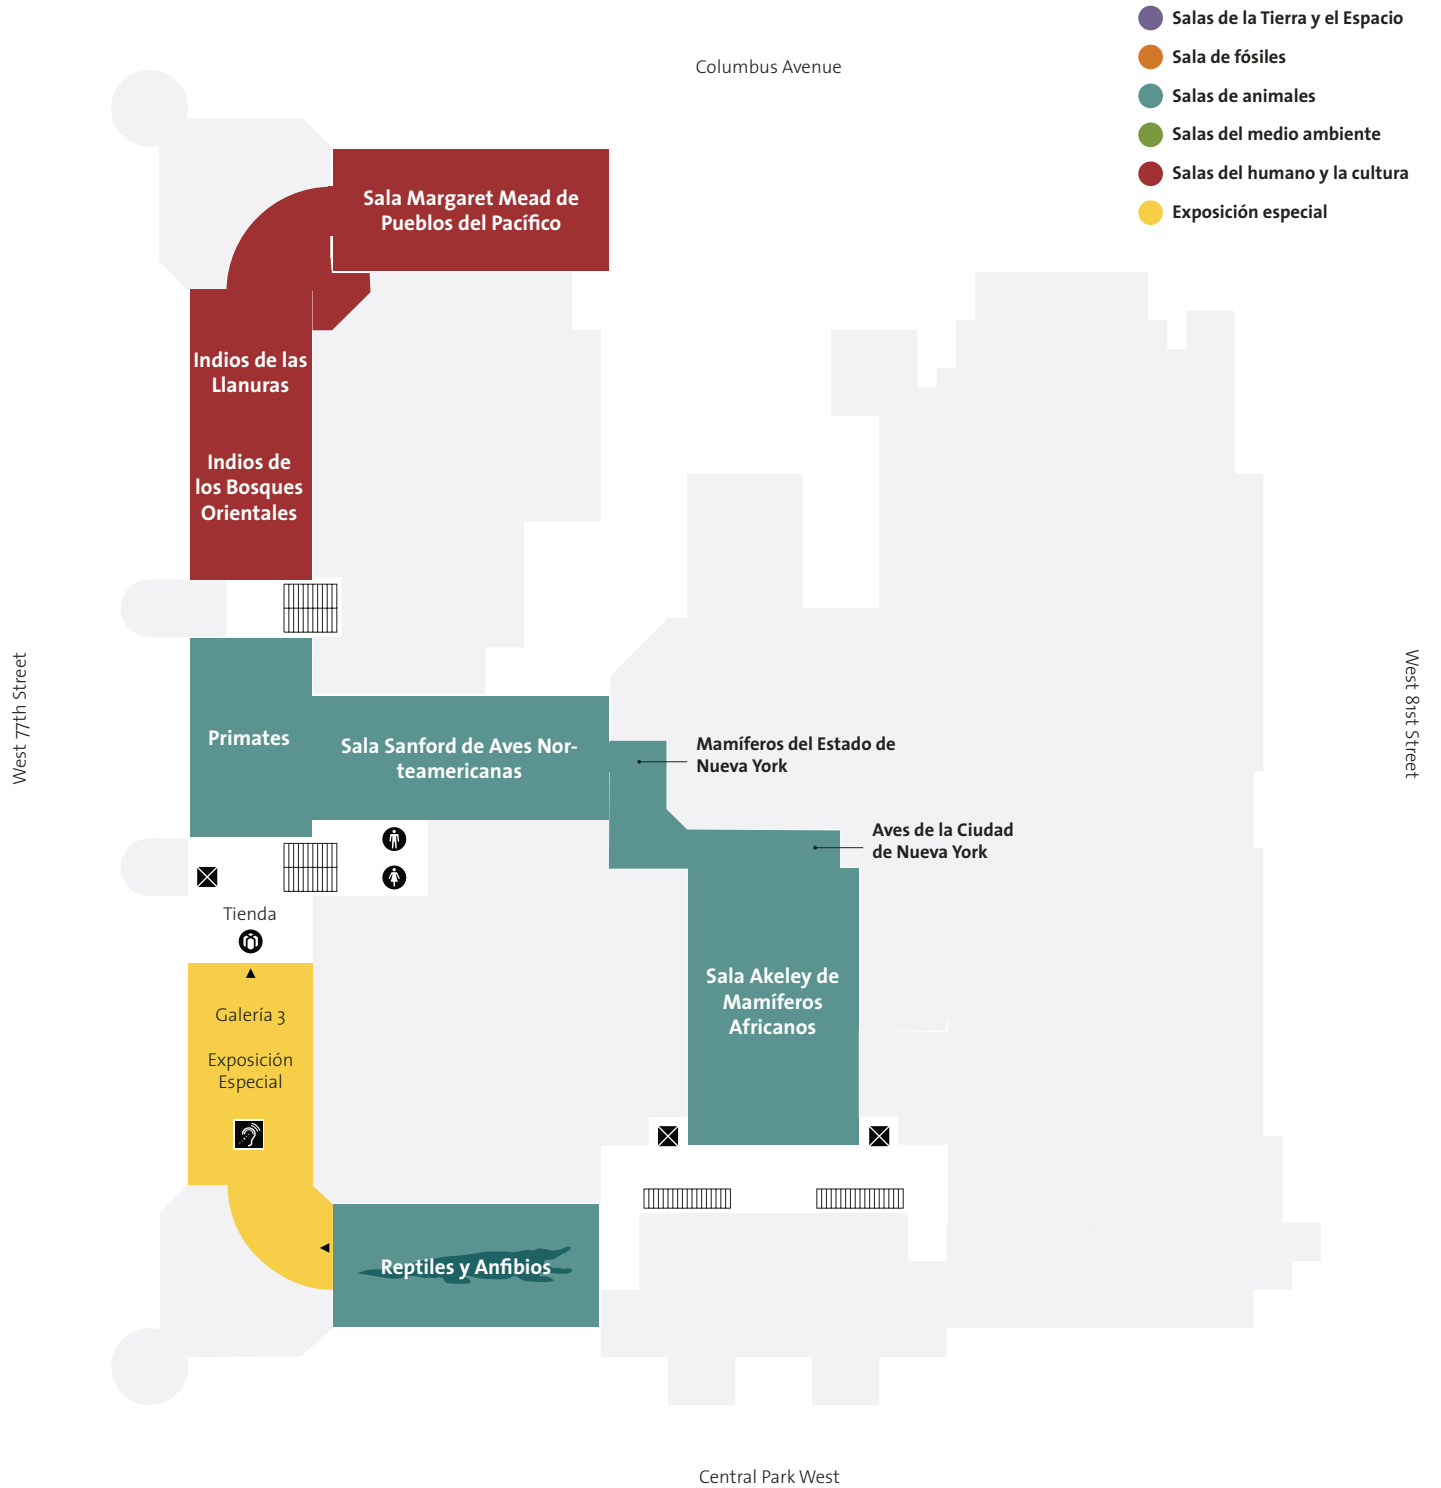 Salas de la Tierra y el Espacio
Sala de fósiles
Salas de animales
Salas del medio ambiente
Salas del humano y la cultura
Exposición especial
Columbus Avenue
Sala Margaret Mead de
Pueblos del Pacífico
Indios de las
Llanuras
Indios de
los Bosques
Orientales
West 77th Street
West 81st Street
Primates
Sala Sanford de Aves Nor-
teamericanas
Mamíferos del Estado de
Nueva York
Aves de la Ciudad
de Nueva York
Tienda
Galería 3
Exposición
Especial
Sala Akeley de
Mamíferos
Africanos
Reptiles y Anfibios
Central Park West